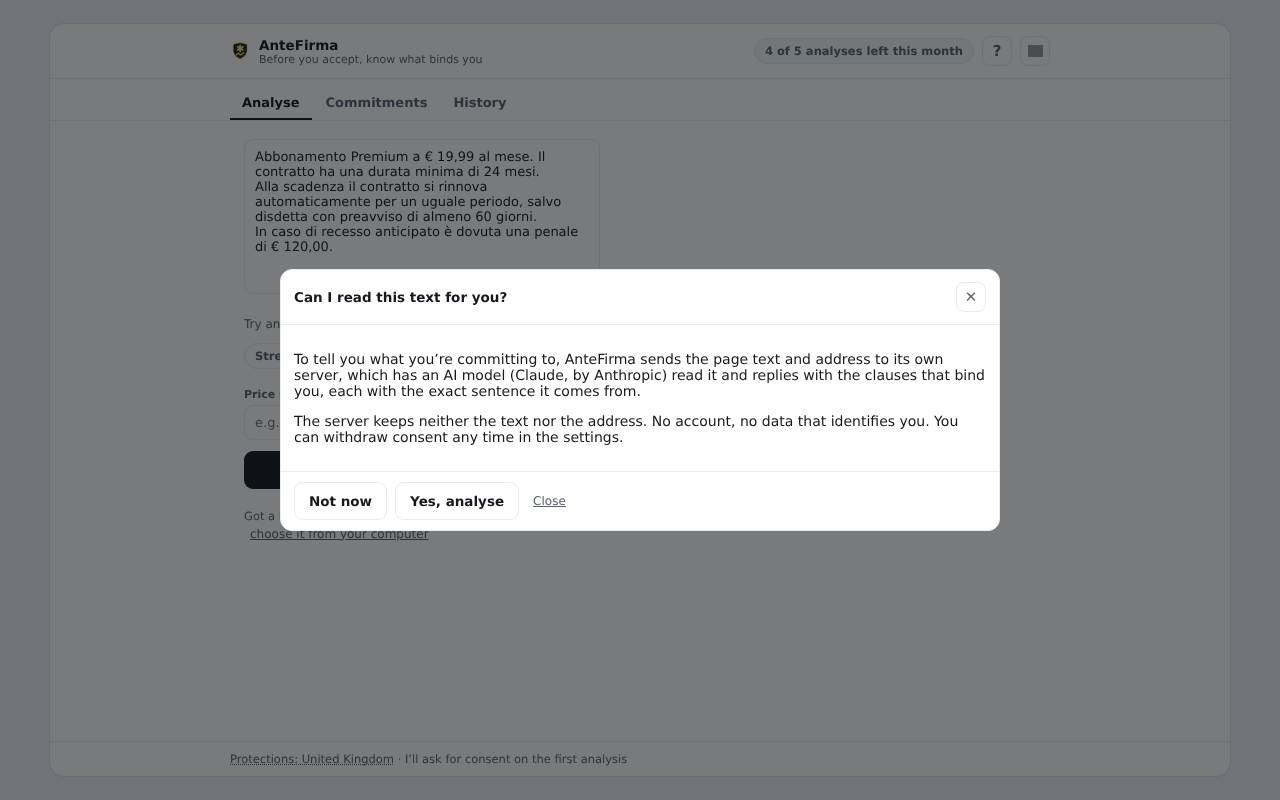 AnteFirma
Before you accept, know what binds you
4 of 5 analyses left this month
?
Analyse
Commitments
History
Abbonamento Premium a € 19,99 al mese. Il
contratto ha una durata minima di 24 mesi.
Alla scadenza il contratto si rinnova
automaticamente per un uguale periodo, salvo
disdetta con preavviso di almeno 60 giorni.
In caso di recesso anticipato è dovuta una penale
di € 120,00.
Can I read this text for you?
×
Try
To tell you what you’re committing to, AnteFirma sends the page text and address to its own
server, which has an AI model (Claude, by Anthropic) read it and replies with the clauses that bind
you, each with the exact sentence it comes from.
Price
e.g.
The server keeps neither the text nor the address. No account, no data that identifies you. You
can withdraw consent any time in the settings.
Not now
Yes, analyse
Close
Got a
choose it from your computer
Protections: United Kingdom · I’ll ask for consent on the first analysis